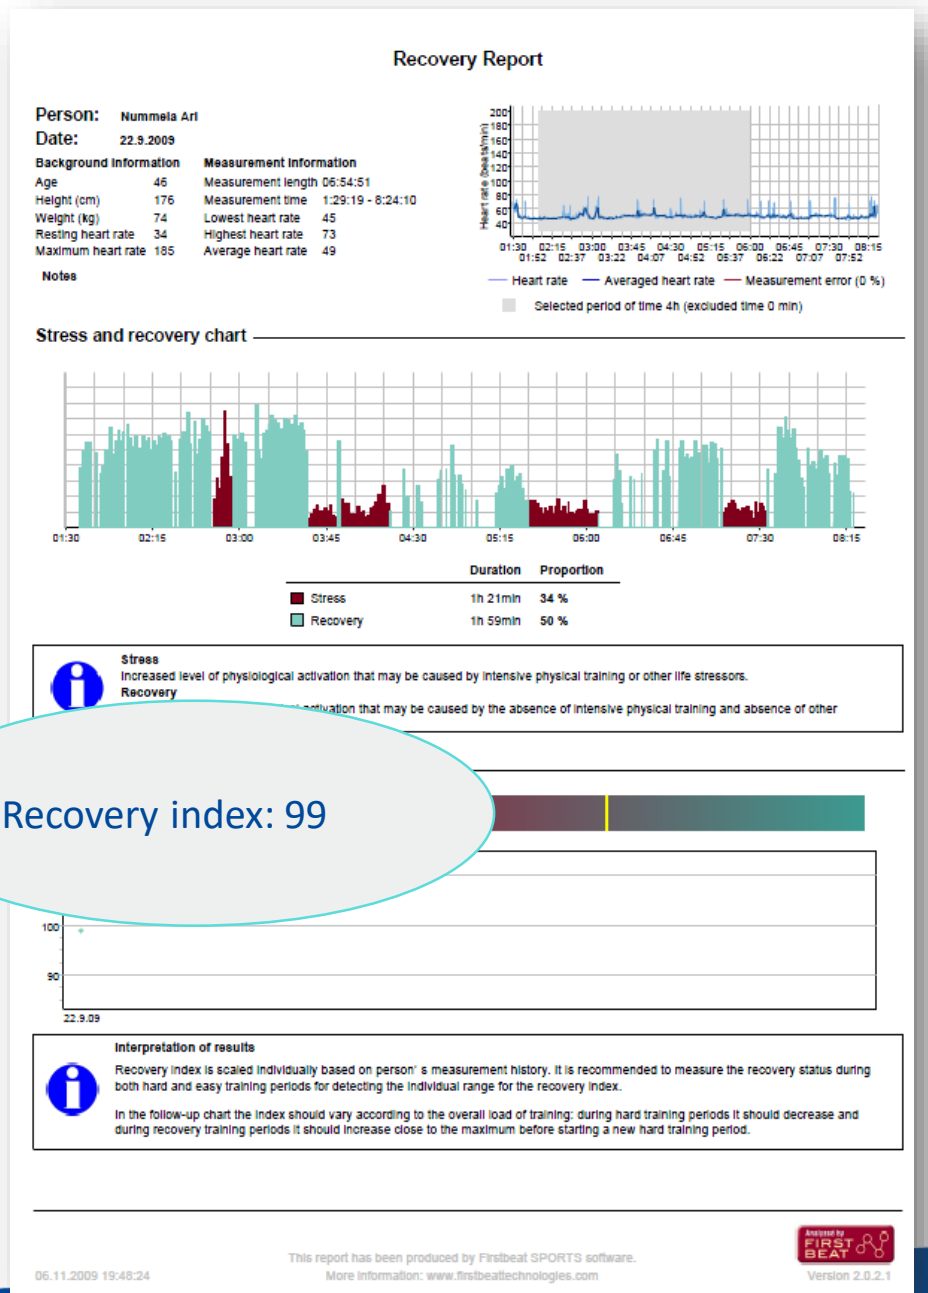 Recovery Report
Person: Nummela Ari
Date: 22.9.2009
Background Information Measurement Information
Age 46 Measurement length 06:54:51
Height (cm) 176 Measurement time 1:29:19 - 8:24:10
Weight (kg) 74 Lowest heart rate 45
Resting heart rate 34 Highest heart rate 73
Maximum heart rate 185 Average heart rate 49
Notes
Heart rate (beats/min)
200
180
160
140
120
100
80
60
40
01:30 02:15 03:00 03:45 04:30 05:15 06:00 06:45 07:30 08:15
01:52 02:37 03:22 04:07 04:52 05:37 06:22 07:07 07:52
Heart rate Averaged heart rate Measurement error (0 %)
Selected period of time 4h (excluded time 0 min)
Stress and recovery chart
01:30 02:15 03:00 03:45 04:30 05:15 06:00 06:45 07:30 08:15
Duration Proportion
Stress 1h 21min 34 %
Recovery 1h 59min 50 %
Stress
Increased level of physiological activation that may be caused by intensive physical training or other life stressors.
Recovery
activation that may be caused by the absence of intensive physical training and absence of other
Recovery index: 99
100
90
22.9.09
Interpretation of results
Recovery index is scaled individually based on person' s measurement history. It is recommended to measure the recovery status during
both hard and easy training periods for detecting the individual range for the recovery index.
In the follow-up chart the index should vary according to the overall load of training: during hard training periods it should decrease and
during recovery training periods it should increase close to the maximum before starting a new hard training period.
Analysed by
FIRST
BEAT
This report has been produced by Firstbeat SPORTS software.
06.11.2009 19:48:24 More information: www.firstbeattechnologies.com Version 2.0.2.1